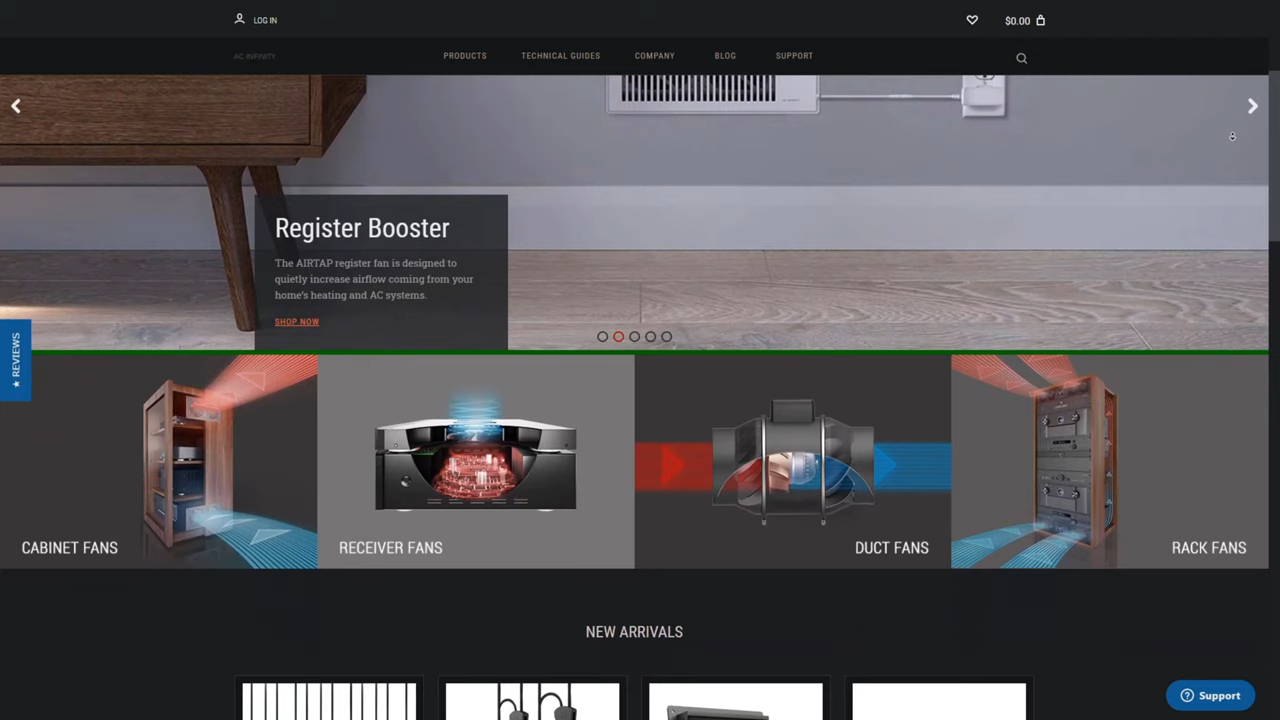 LOG IN
$0.00
AC INFINITY
PRODUCTS
TECHNICAL GUIDES
COMPANY
BLOG
SUPPORT
Register Booster
The AIRTAP register fan is designed to
quietly increase airflow coming from your
home's heating and AC systems.
SHOP NOW
★ REVIEWS
CABINET FANS
RECEIVER FANS
DUCT FANS
RACK FANS
NEW ARRIVALS
Support